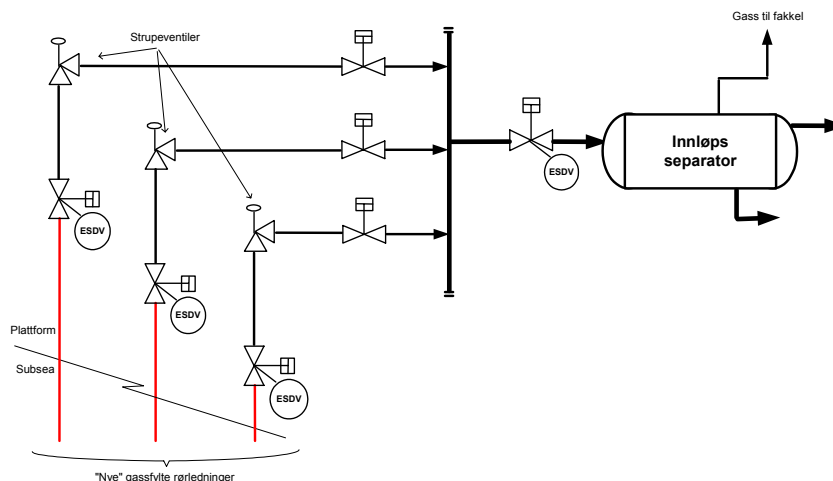 Strupeventiler
Gass til fakkel
Innløps
separator
ESDV
ESDV
ESDV
ESDV
Plattform
Subsea
"Nye" gassfylte rørledninger